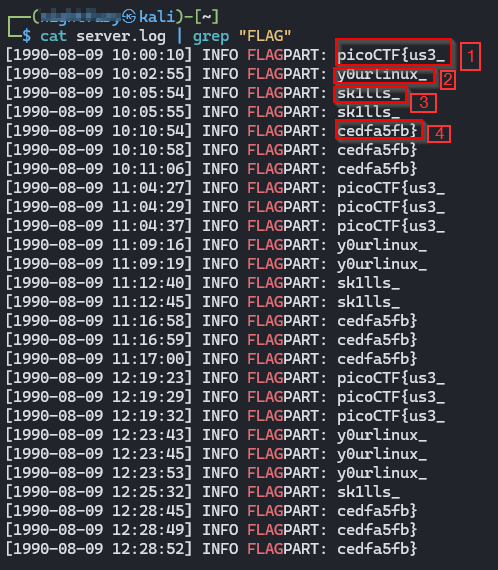 kali)-[~]
$ cat server.log | grep "FLAG"
[1990-08-09 10:00:10] INFO FLAGPART: picoCTF{us3_ 1
[1990-08-09 10:02:55] INFO FLAGPART: y0urlinux_ 2
[1990-08-09 10:05:54] INFO FLAGPART: sk1lls_ 3
[1990-08-09 10:05:55] INFO FLAGPART: sk1lls_
[1990-08-09 10:10:54] INFO FLAGPART: cedfa5fb} 4
[1990-08-09 10:10:58] INFO FLAGPART: cedfa5fb}
[1990-08-09 10:11:06] INFO FLAGPART: cedfa5fb}
[1990-08-09 11:04:27] INFO FLAGPART: picoCTF{us3_
[1990-08-09 11:04:29] INFO FLAGPART: picoCTF{us3_
[1990-08-09 11:04:37] INFO FLAGPART: picoCTF{us3_
[1990-08-09 11:09:16] INFO FLAGPART: y0urlinux_
[1990-08-09 11:09:19] INFO FLAGPART: y0urlinux_
[1990-08-09 11:12:40] INFO FLAGPART: sk1lls_
[1990-08-09 11:12:45] INFO FLAGPART: sk1lls_
[1990-08-09 11:16:58] INFO FLAGPART: cedfa5fb}
[1990-08-09 11:16:59] INFO FLAGPART: cedfa5fb}
[1990-08-09 11:17:00] INFO FLAGPART: cedfa5fb}
[1990-08-09 12:19:23] INFO FLAGPART: picoCTF{us3_
[1990-08-09 12:19:29] INFO FLAGPART: picoCTF{us3_
[1990-08-09 12:19:32] INFO FLAGPART: picoCTF{us3_
[1990-08-09 12:23:43] INFO FLAGPART: y0urlinux_
[1990-08-09 12:23:45] INFO FLAGPART: y0urlinux_
[1990-08-09 12:23:53] INFO FLAGPART: y0urlinux_
[1990-08-09 12:25:32] INFO FLAGPART: sk1lls_
[1990-08-09 12:28:45] INFO FLAGPART: cedfa5fb}
[1990-08-09 12:28:49] INFO FLAGPART: cedfa5fb}
[1990-08-09 12:28:52] INFO FLAGPART: cedfa5fb}